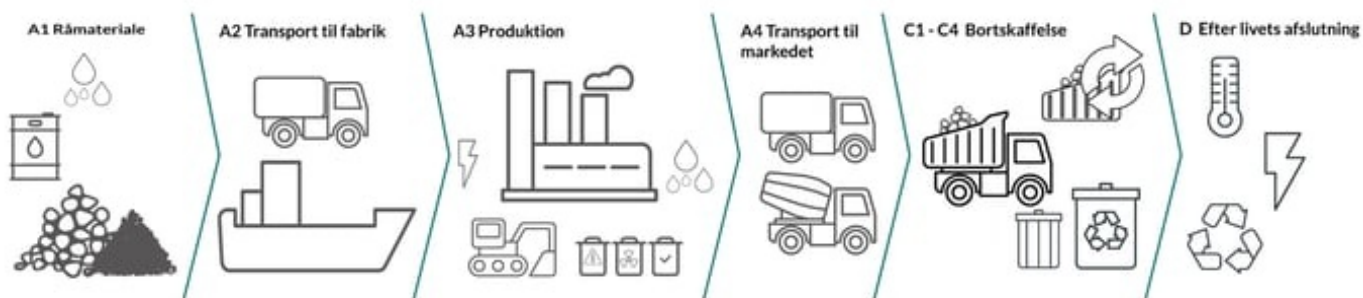 A1 Råmateriale
A2 Transport til fabrik
A3 Produktion
A4 Transport til
markedet
C1 - C4 Bortskaffelse
D Efter livets afslutning